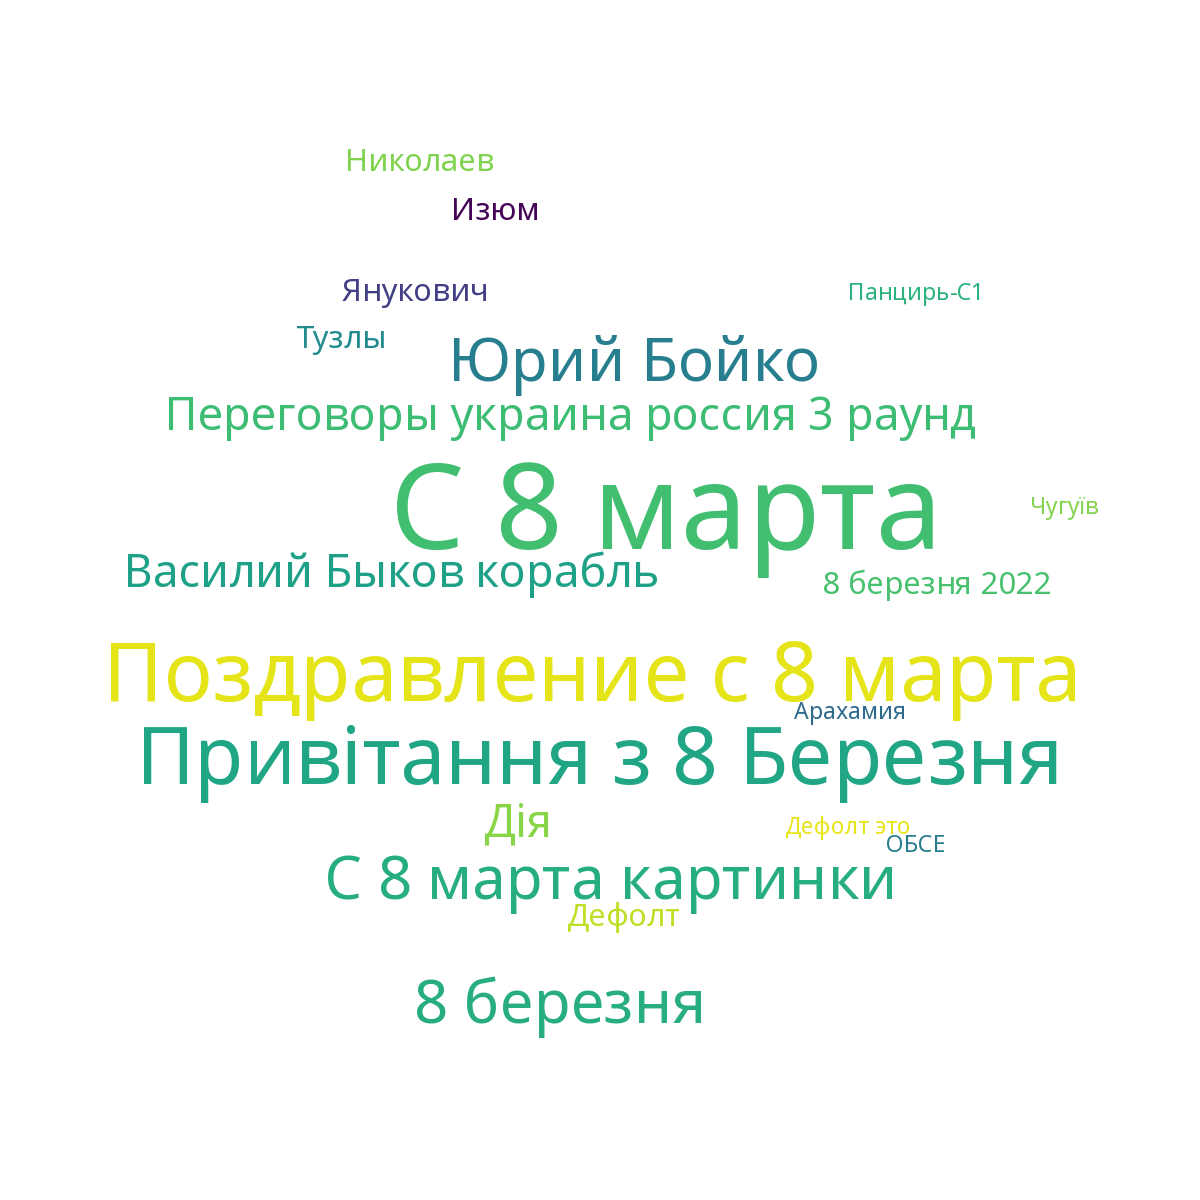 Николаев
Изюм
Янукович
Панцирь-С1
Тузлы
Юрий Бойко
Переговоры украина россия 3 раунд
С 8 марта
Чугуїв
Василий Быков корабль
8 березня 2022
Поздравление с 8 марта
Арахамия
Привітання з 8 Березня
Дія
Дефолт это
ОБСЕ
С 8 марта картинки
Дефолт
8 березня